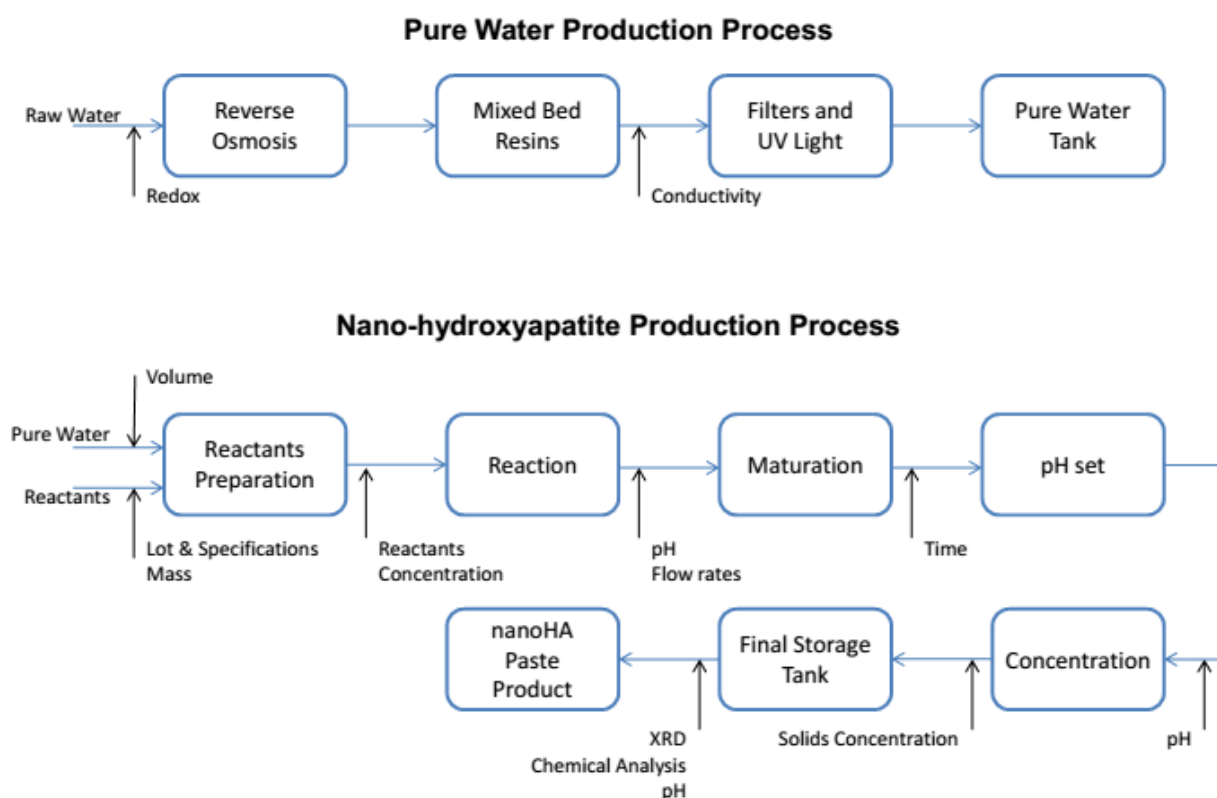 Pure Water Production Process
Raw Water
Reverse
Osmosis
Mixed Bed
Resins
Filters and
UV Light
Pure Water
Tank
Redox
Conductivity
Nano-hydroxyapatite Production Process
Volume
Pure Water
Reactants
Reactants
Preparation
Reaction
Maturation
pH set
Lot & Specifications
Mass
Reactants
Concentration
pH
Flow rates
Time
nanoHA
Paste
Product
Final Storage
Tank
Concentration
XRD
Chemical Analysis
pH
Solids Concentration
pH